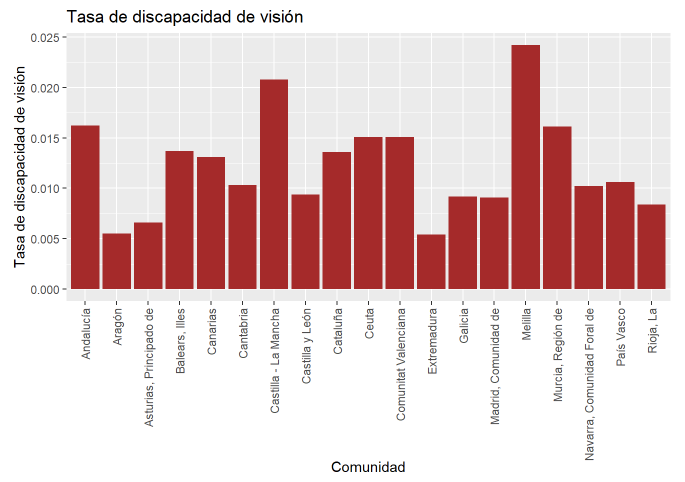 Tasa de discapacidad de visión
Tasa de discapacidad de visión
0.025
0.020
0.015
0.010
0.005
0.000
Andalucía
Aragón
Asturias, Principado de
Balears, Illes
Canarias
Cantabria
Castilla - La Mancha
Castilla y León
Cataluña
Ceuta
Comunitat Valenciana
Extremadura
Galicia
Madrid, Comunidad de
Melilla
Murcia, Región de
Navarra, Comunidad Foral de
País Vasco
Rioja, La
Comunidad